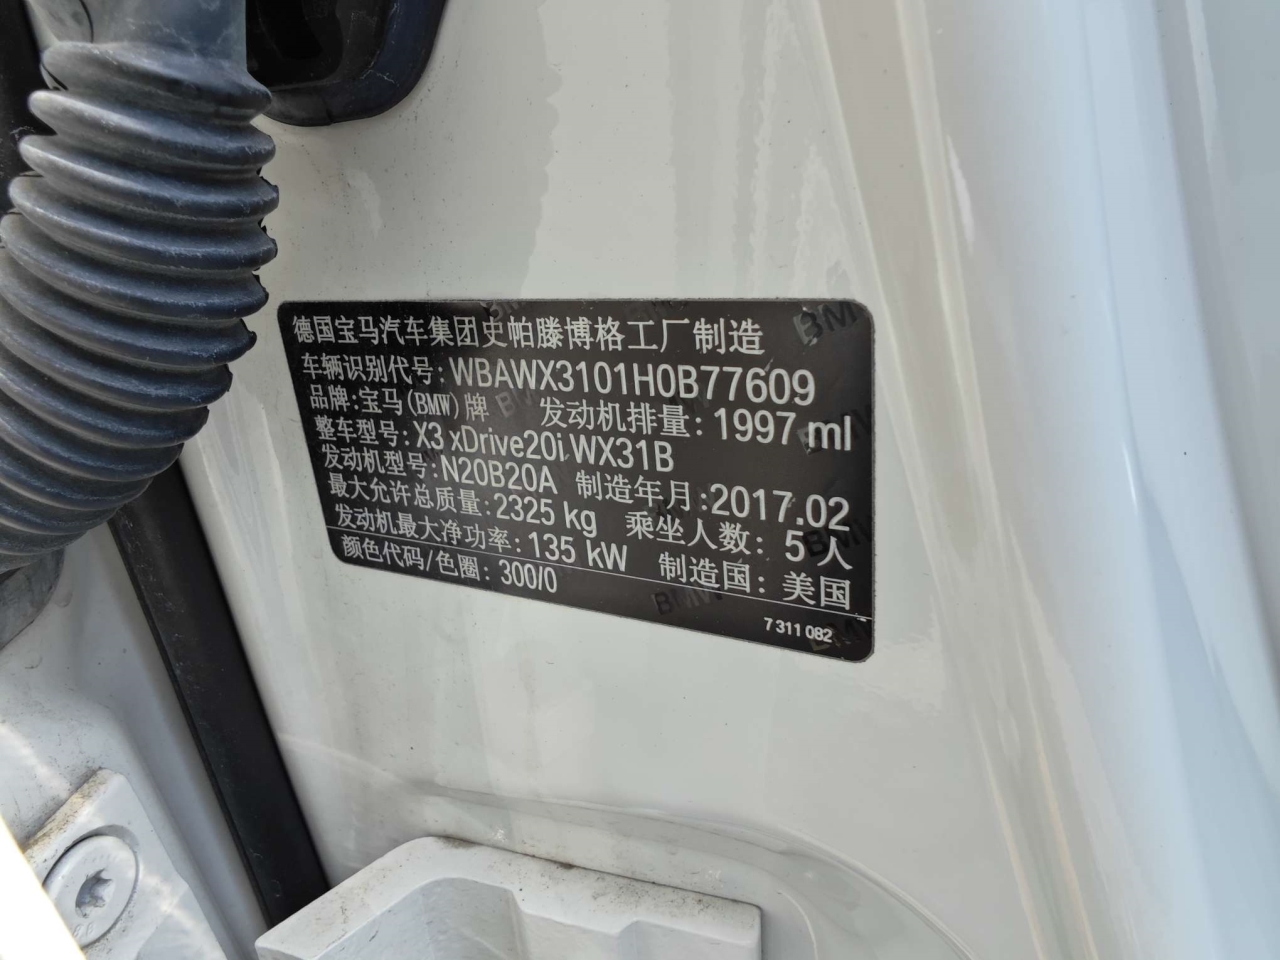 德国宝马汽车集团史帕滕博格工厂制造
车辆识别代号:WBAWX3101H0B77609
品牌:宝马(BMW)牌 发动机排量:1997 ml
整车型号:X3 xDrive20i WX31B
发动机型号:N20B20A 制造年月:2017.02
最大允许总质量:2325 kg 乘坐人数:5人
发动机最大净功率:135 kW 制造国:美国
颜色代码/色圈:300/0
7 311 082